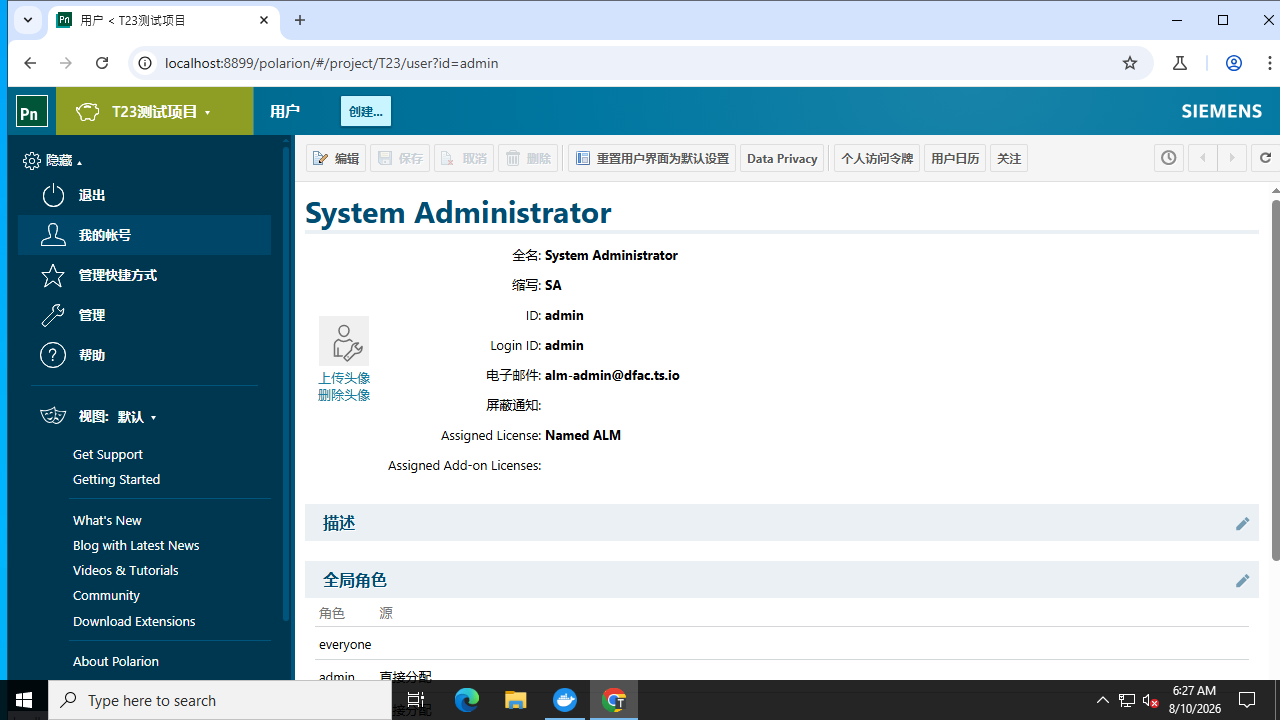 用户 < T23测试项目
localhost:8899/polarion/#/project/T23/user?id=admin
Pn
T23测试项目
用户
创建...
SIEMENS
隐藏
退出
我的帐号
管理快捷方式
管理
帮助
视图: 默认
Get Support
Getting Started
What's New
Blog with Latest News
Videos & Tutorials
Community
Download Extensions
About Polarion
编辑
保存
取消
删除
重置用户界面为默认设置
Data Privacy
个人访问令牌
用户日历
关注
System Administrator
上传头像
删除头像
全名: System Administrator
缩写: SA
ID: admin
Login ID: admin
电子邮件: alm-admin@dfac.ts.io
屏蔽通知:
Assigned License: Named ALM
Assigned Add-on Licenses:
描述
全局角色
角色 源
everyone
admin 直接分配
Type here to search
6:27 AM
8/10/2026